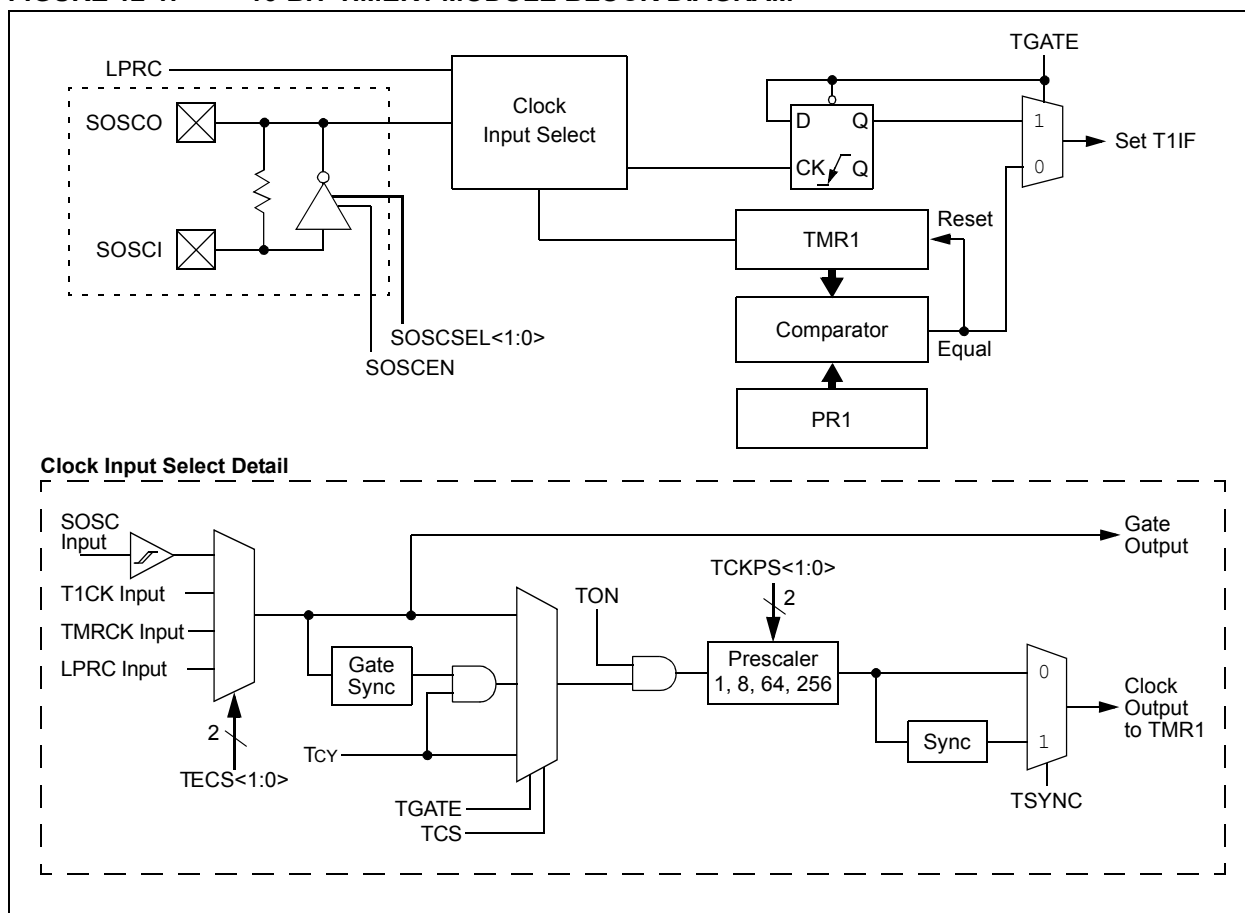 LPRC
SOSCO
SOSCI
Clock
Input Select
SOSCSEL<1:0>
SOSCEN
TGATE
D Q
CK Q
1
0
Set T1IF
TMR1
Reset
Comparator
Equal
PR1
Clock Input Select Detail
SOSC
Input
T1CK Input
TMRCK Input
LPRC Input
2
TECS<1:0>
Gate
Sync
TCY
TGATE
TCS
TON
TCKPS<1:0>
2
Prescaler
1, 8, 64, 256
Sync
0
1
TSYNC
Gate
Output
Clock
Output
to TMR1